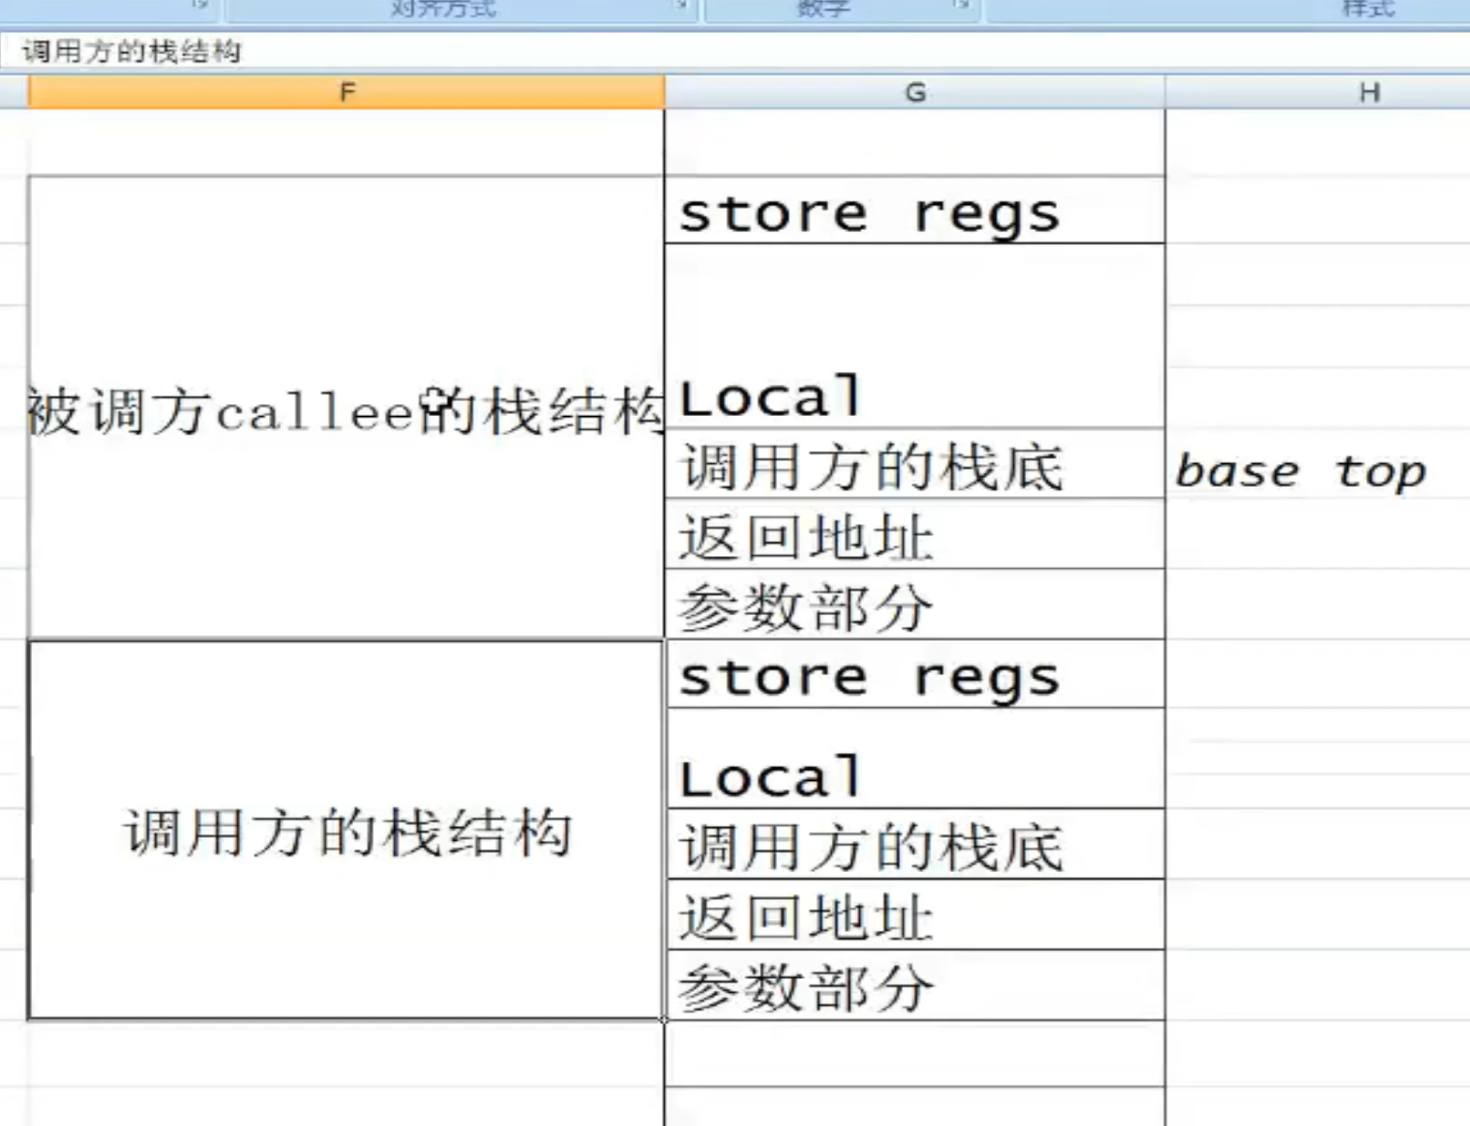 对齐方式 数字 样式
调用方的栈结构
F G H
store regs
被调方callee的栈结构 Local
调用方的栈底 base top
返回地址
参数部分
store regs
Local
调用方的栈结构 调用方的栈底
返回地址
参数部分